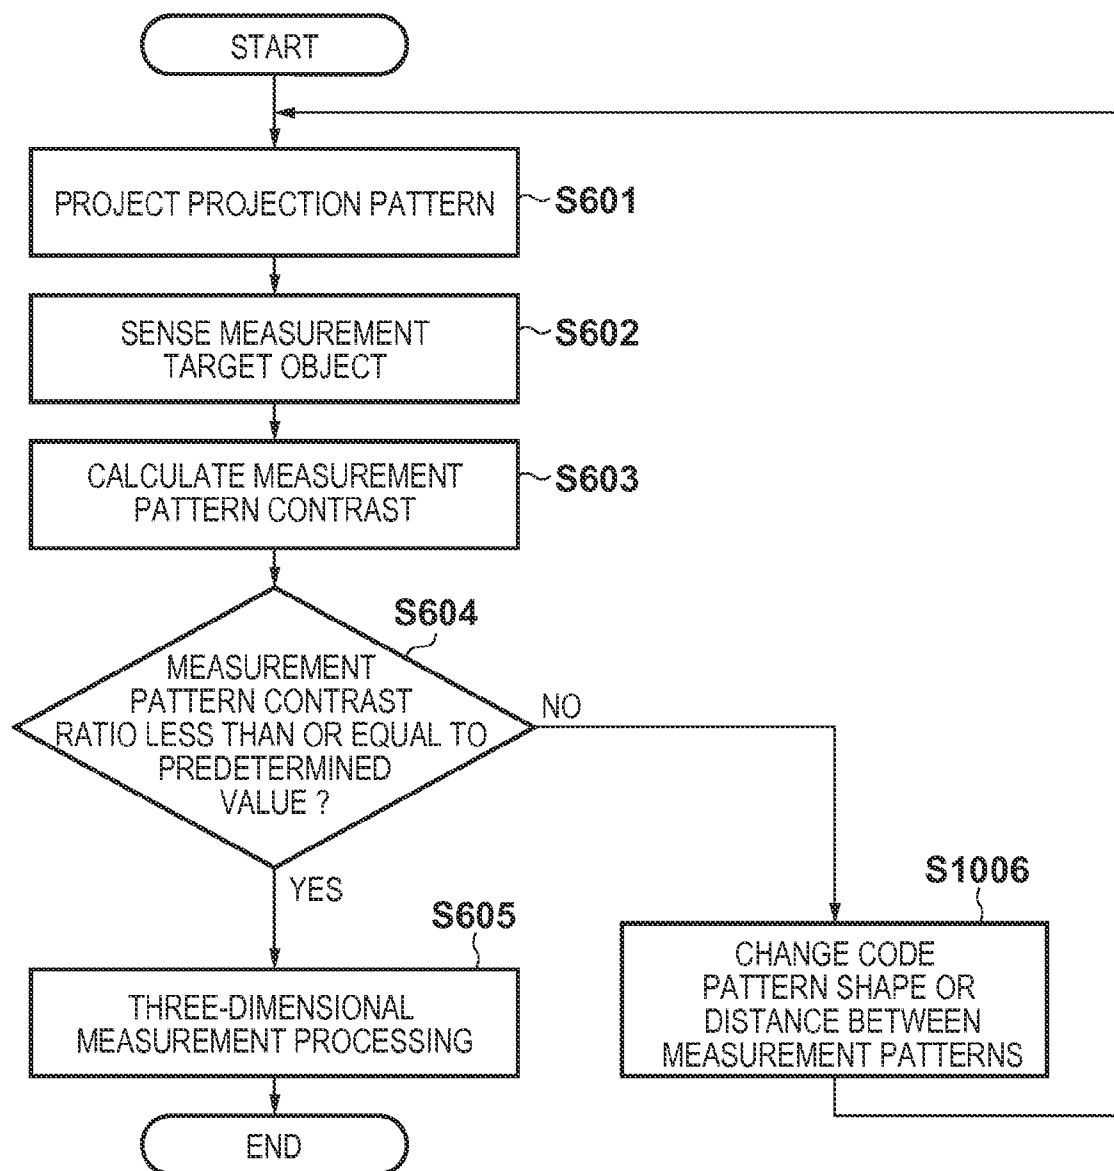 START
PROJECT PROJECTION PATTERN
S601
SENSE MEASUREMENT
TARGET OBJECT
S602
CALCULATE MEASUREMENT
PATTERN CONTRAST
S603
S604
MEASUREMENT
PATTERN CONTRAST
RATIO LESS THAN OR EQUAL TO
PREDETERMINED
VALUE ?
NO
YES
S605
THREE-DIMENSIONAL
MEASUREMENT PROCESSING
S1006
CHANGE CODE
PATTERN SHAPE OR
DISTANCE BETWEEN
MEASUREMENT PATTERNS
END